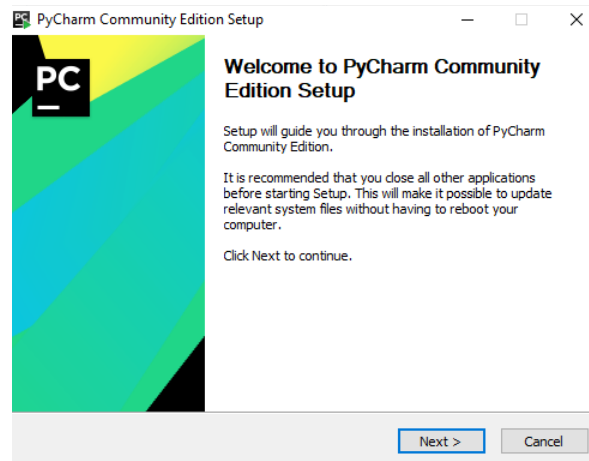 PyCharm Community Edition Setup
PC
Welcome to PyCharm Community
Edition Setup
Setup will guide you through the installation of PyCharm
Community Edition.
It is recommended that you close all other applications
before starting Setup. This will make it possible to update
relevant system files without having to reboot your
computer.
Click Next to continue.
Next >
Cancel